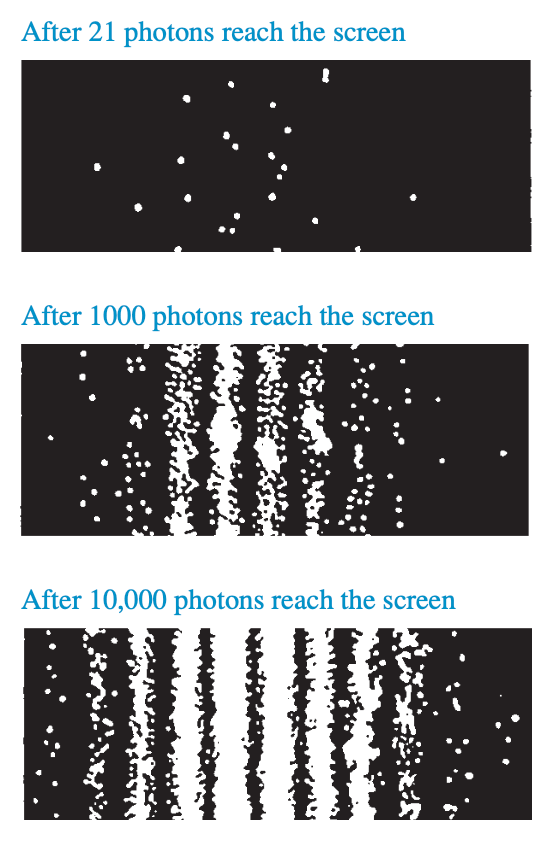 After 21 photons reach the screen
After 1000 photons reach the screen
After 10,000 photons reach the screen